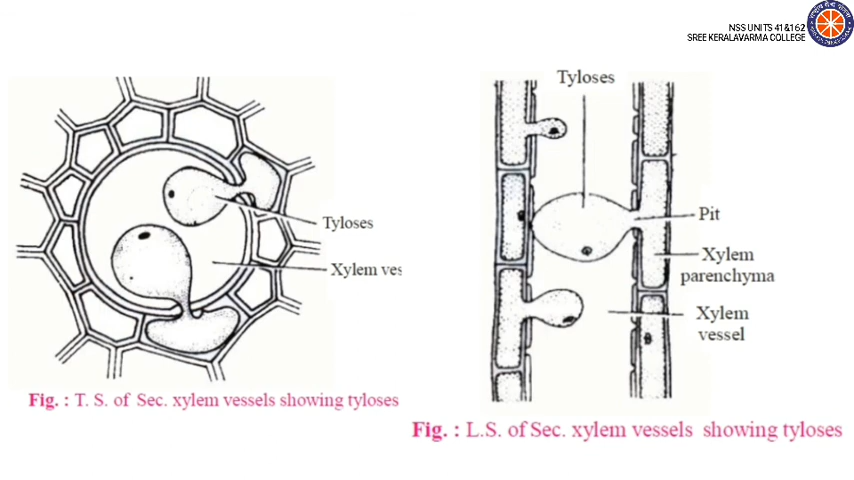 NSS UNITS 41&162
SREE KERALAVARMA COLLEGE
Tyloses
Xylem ves
Fig. : T. S. of Sec. xylem vessels showing tyloses
Tyloses
Pit
Xylem
parenchyma
Xylem
vessel
Fig. : L.S. of Sec. xylem vessels showing tyloses